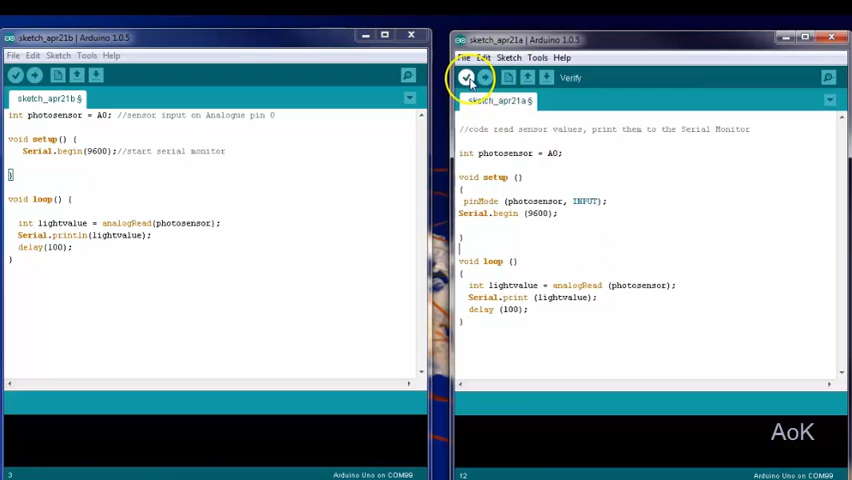 sketch_apr21b | Arduino 1.0.5
File Edit Sketch Tools Help
sketch_apr21b §
int photosensor = A0; //sensor input on Analogue pin 0
void setup() {
Serial.begin(9600);//start serial monitor
}
void loop() {
int lightvalue = analogRead(photosensor);
Serial.println(lightvalue);
delay(100);
}
3
Arduino Uno on COM99
sketch_apr21a | Arduino 1.0.5
File Edit Sketch Tools Help
Verify
sketch_apr21a §
//code read sensor values, print them to the Serial Monitor
int photosensor = A0;
void setup ()
{
pinMode (photosensor, INPUT);
Serial.begin (9600);
}
void loop ()
{
int lightvalue = analogRead (photosensor);
Serial.print (lightvalue);
delay (100);
}
AoK
12
Arduino Uno on COM99